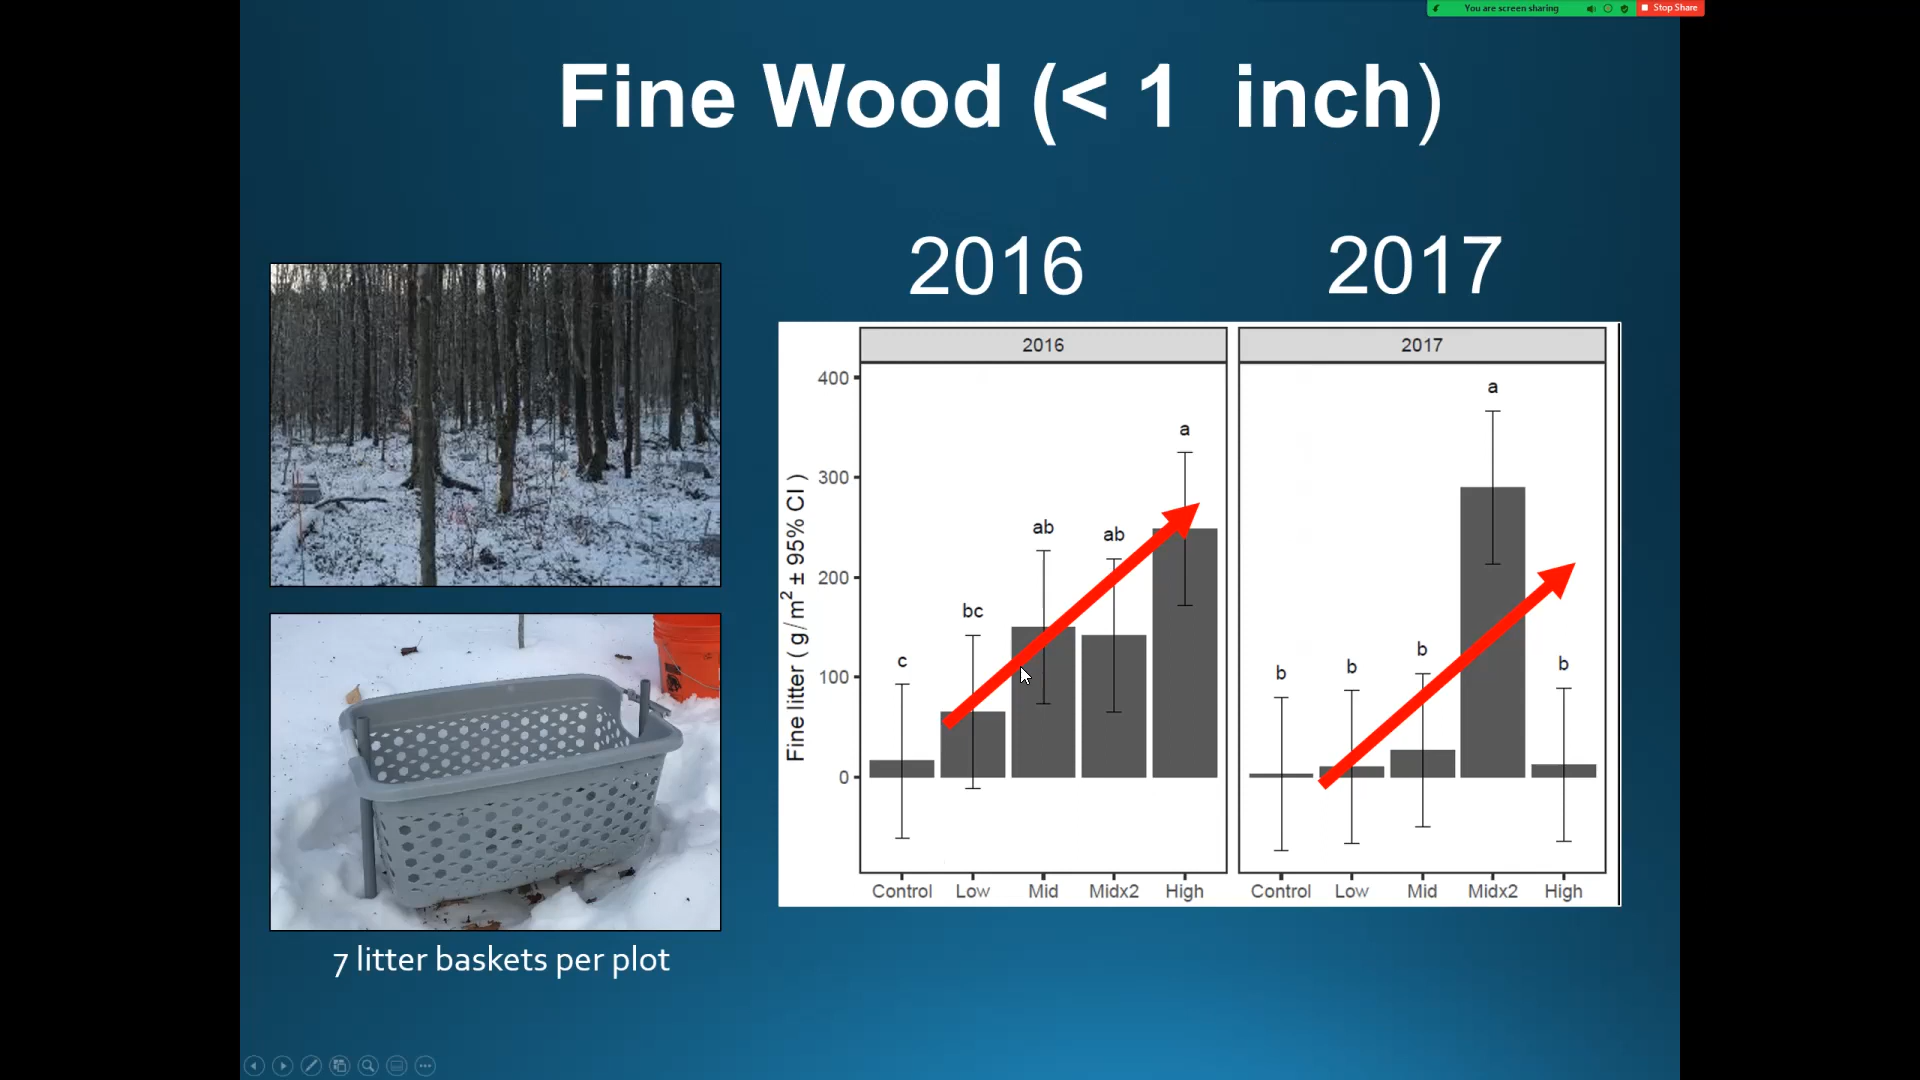 You are screen sharing
Stop Share
Fine Wood (< 1 inch)
2016
2017
2016
2017
Fine litter ( g/m² ± 95% CI )
400
300
200
100
0
c
bc
ab
ab
a
b
b
b
a
b
Control Low Mid Midx2 High
Control Low Mid Midx2 High
7 litter baskets per plot